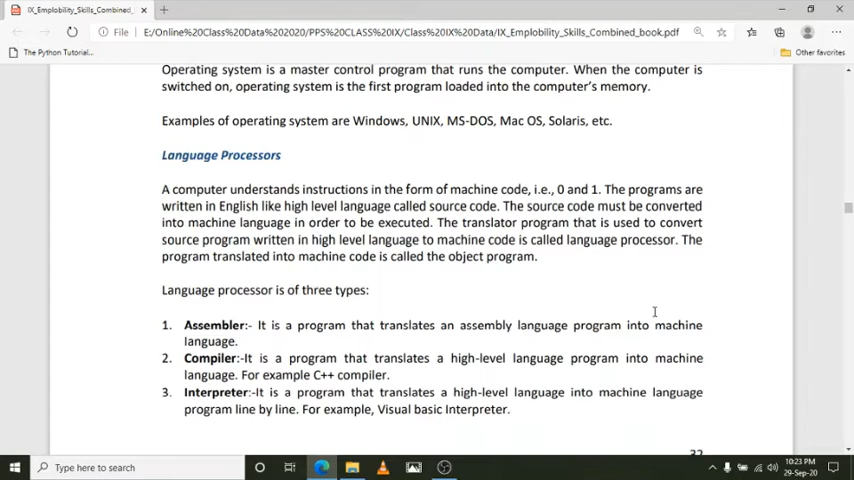 IX_Emplobility_Skills_Combined_
File
E:/Online%20Class%20Data%202020/PPS%20CLASS%20IX/Class%20IX%20Data/IX_Emplobility_Skills_Combined_book.pdf
The Python Tutorial...
Other favorites
Operating system is a master control program that runs the computer. When the computer is
switched on, operating system is the first program loaded into the computer's memory.
Examples of operating system are Windows, UNIX, MS-DOS, Mac OS, Solaris, etc.
Language Processors
A computer understands instructions in the form of machine code, i.e., 0 and 1. The programs are
written in English like high level language called source code. The source code must be converted
into machine language in order to be executed. The translator program that is used to convert
source program written in high level language to machine code is called language processor. The
program translated into machine code is called the object program.
Language processor is of three types:
1. Assembler:- It is a program that translates an assembly language program into machine
language.
2. Compiler:-It is a program that translates a high-level language program into machine
language. For example C++ compiler.
3. Interpreter:-It is a program that translates a high-level language into machine language
program line by line. For example, Visual basic Interpreter.
32
Type here to search
10:23 PM
29-Sep-20